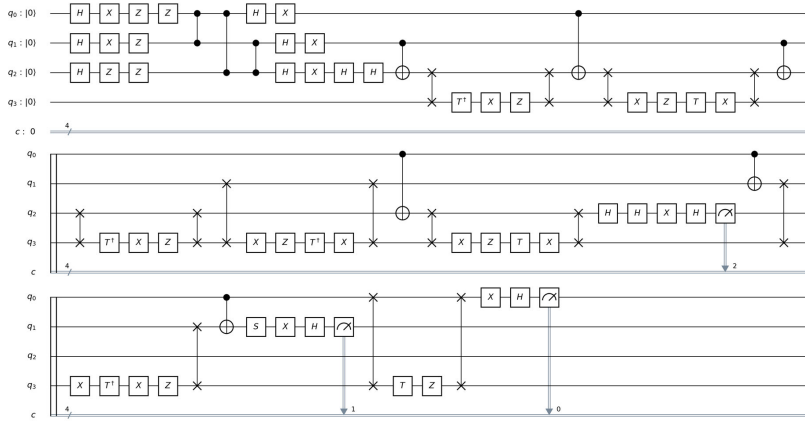 q₀ : |0⟩ H X Z Z H X
q₁ : |0⟩ H X Z H X
q₂ : |0⟩ H Z Z H X H H
q₃ : |0⟩ T† X Z X Z T X
c : 0 4
q₀
q₁
q₂ H H X H
q₃ T† X Z X Z T† X X Z T X
c 4 2
q₀ X H
q₁ S X H
q₂
q₃ X T† X Z T Z
c 4 1 0